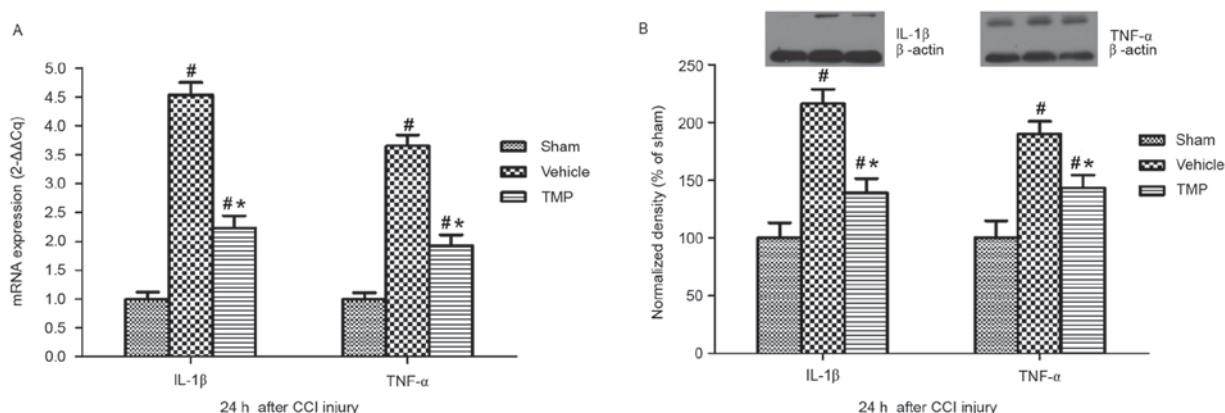 A
mRNA expression (2-ΔΔCq)
5.0
4.5
4.0
3.5
3.0
2.5
2.0
1.5
1.0
0.5
0.0
#
#*
#
#*
Sham
Vehicle
TMP
IL-1β
TNF-α
24 h after CCI injury
B
IL-1β
β-actin
TNF-α
β-actin
Normalized density (% of sham)
250
200
150
100
50
0
#
#*
#
#*
Sham
Vehicle
TMP
IL-1β
TNF-α
24 h after CCI injury